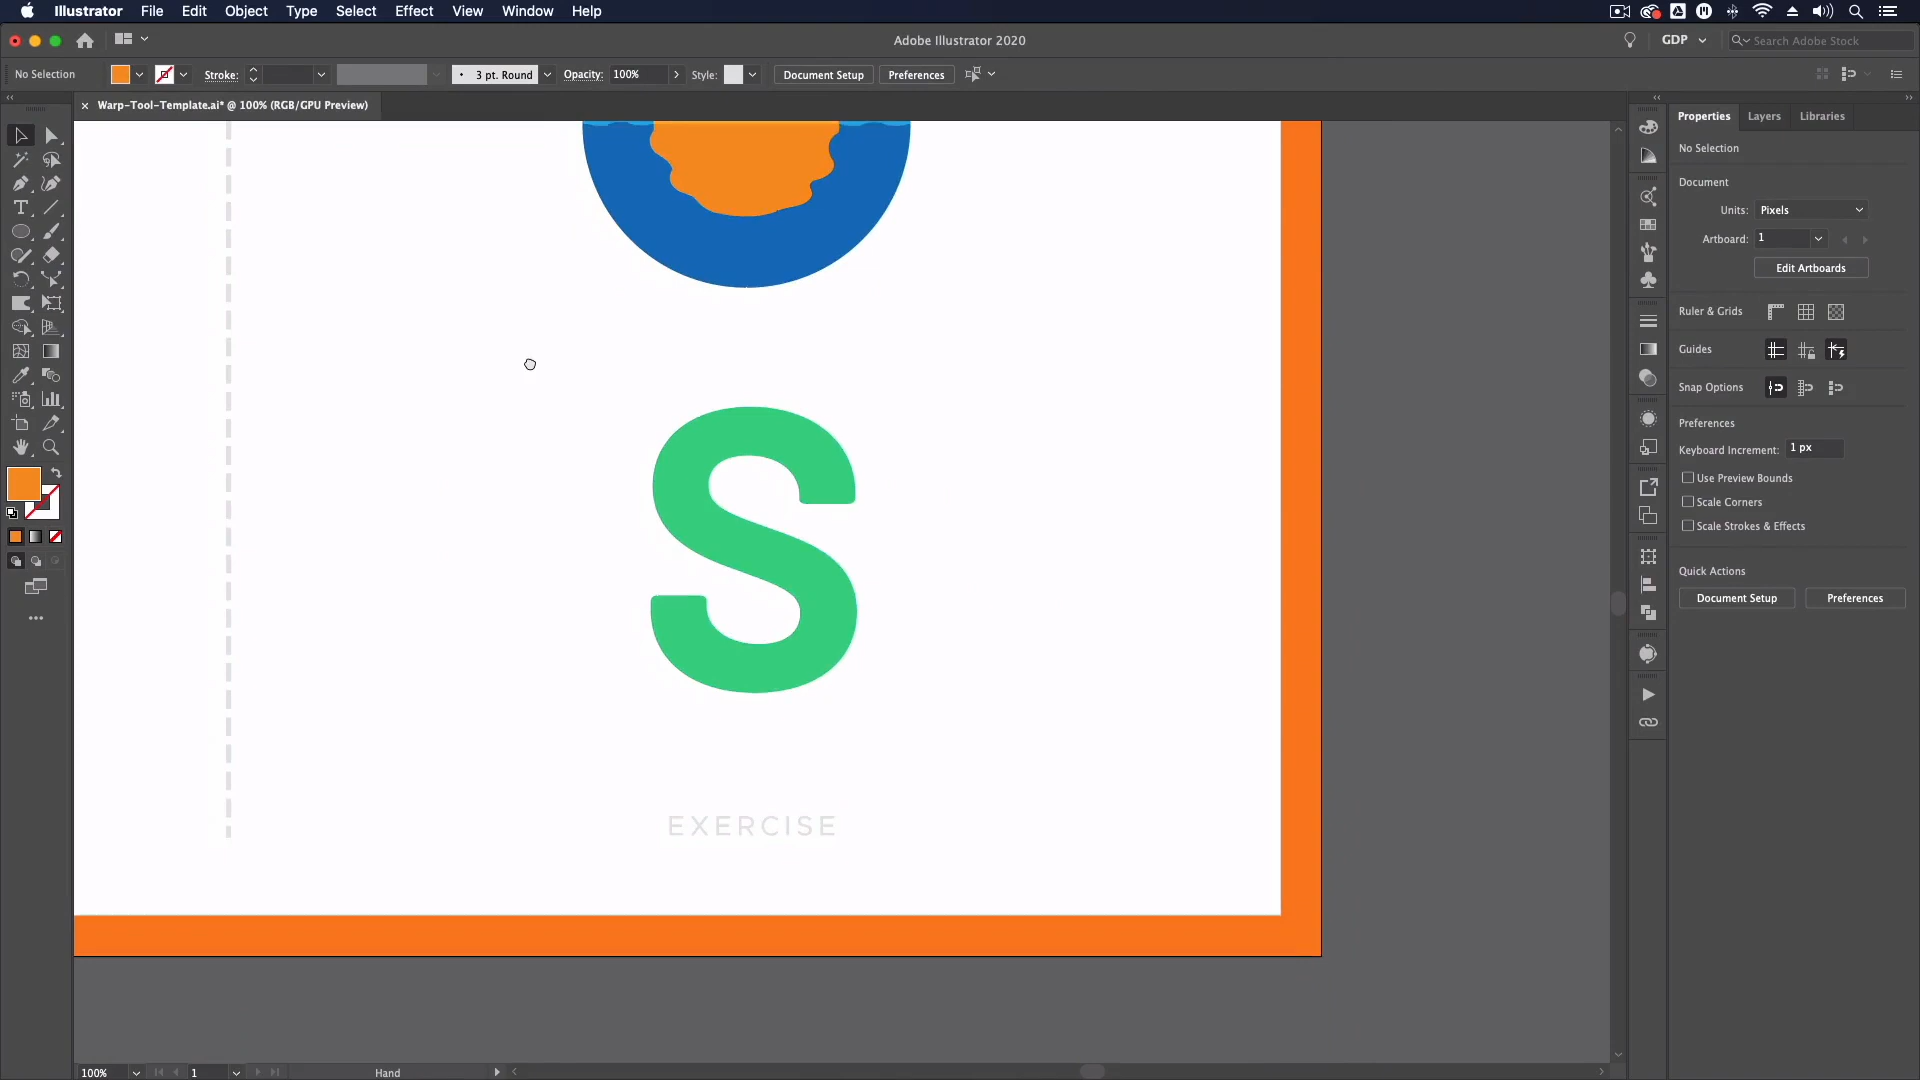 Illustrator File Edit Object Type Select Effect View Window Help
Adobe Illustrator 2020
GDP
Search Adobe Stock
No Selection
Stroke:
3 pt. Round
Opacity: 100%
Style:
Document Setup
Preferences
Warp-Tool-Template.ai* @ 100% (RGB/GPU Preview)
Properties Layers Libraries
No Selection
Document
Units: Pixels
Artboard: 1
Edit Artboards
Ruler & Grids
Guides
Snap Options
Preferences
Keyboard Increment: 1 px
Use Preview Bounds
Scale Corners
Scale Strokes & Effects
Quick Actions
Document Setup Preferences
S
EXERCISE
100% 1 Hand